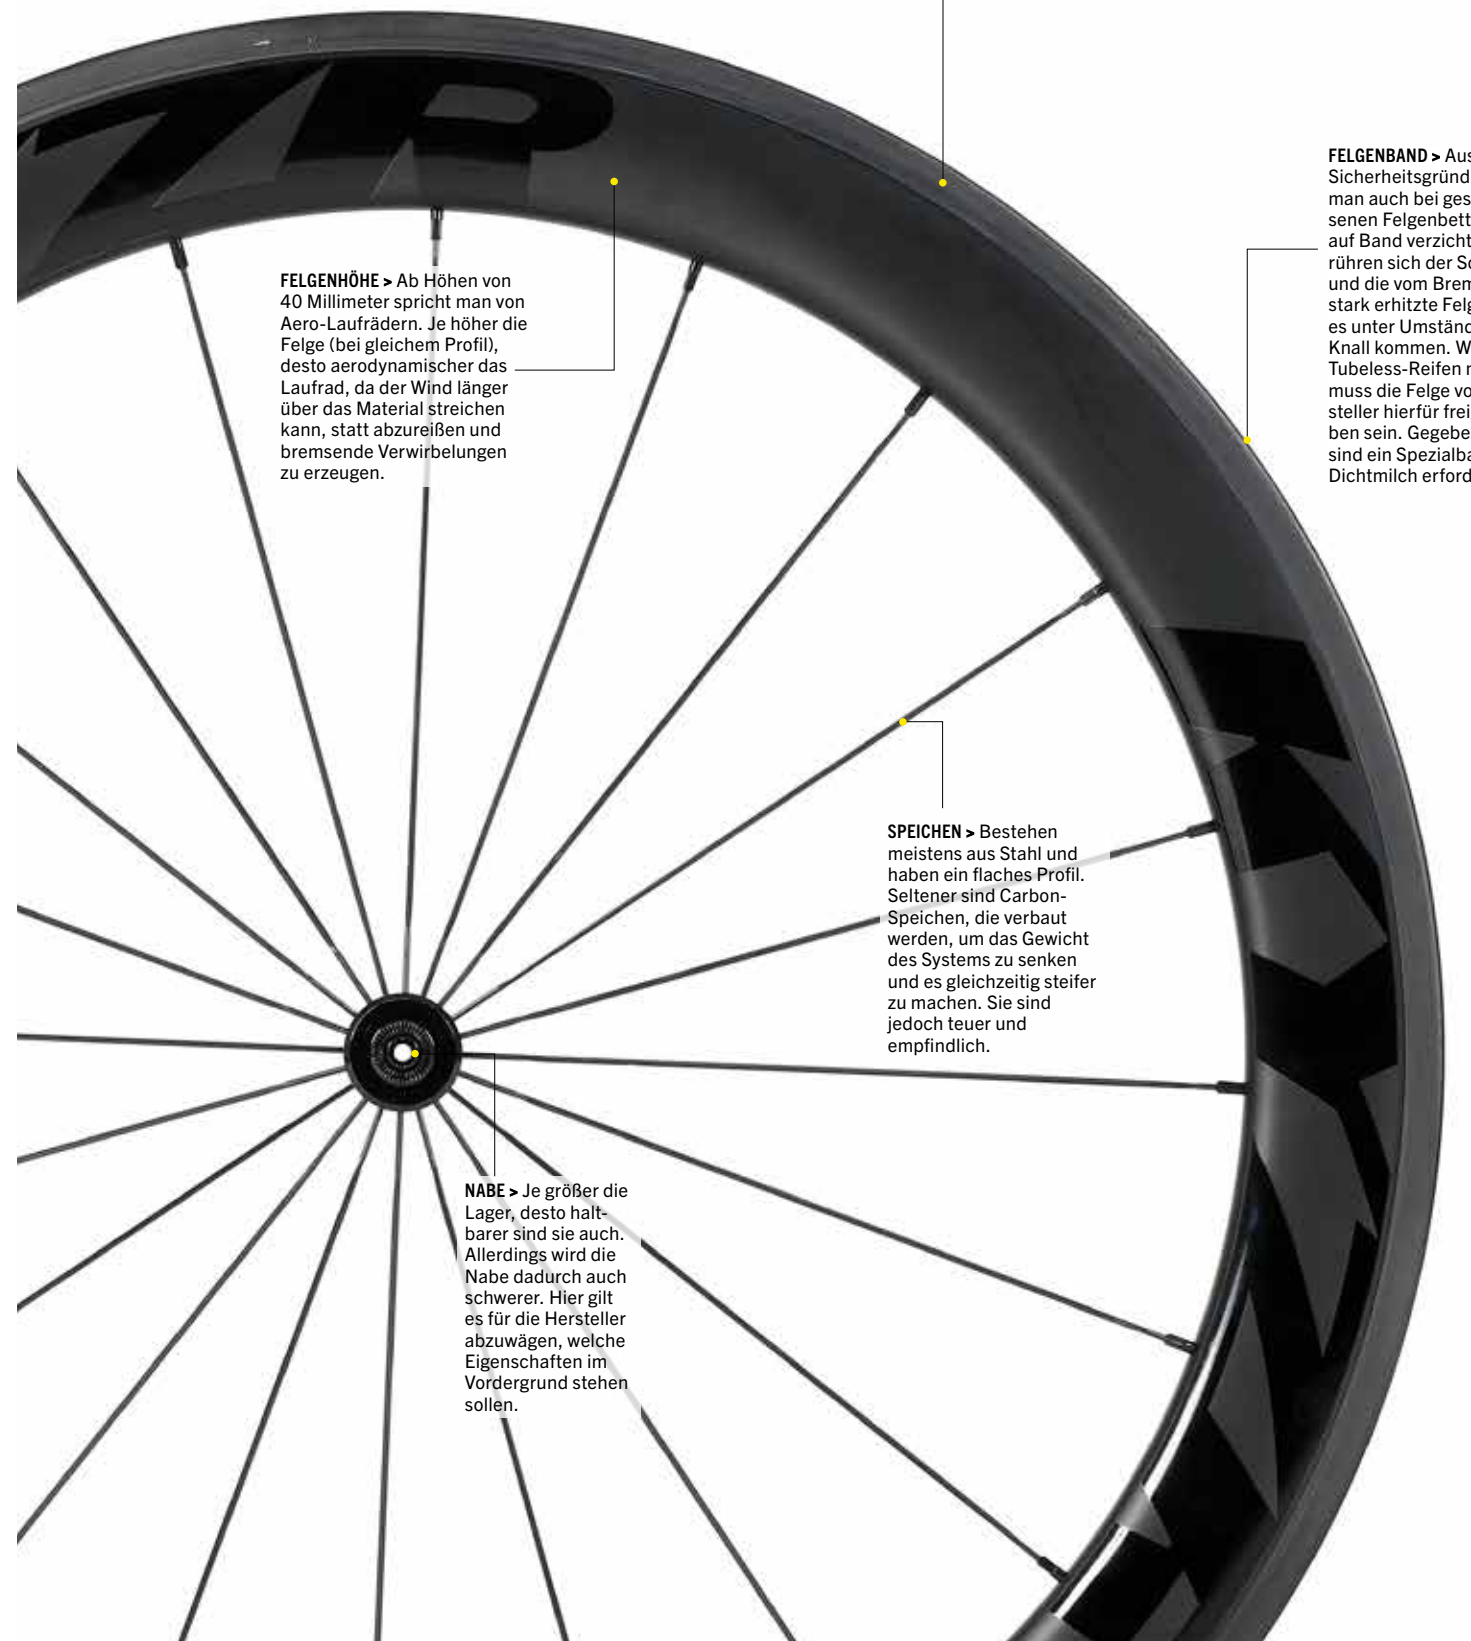 FELGENHÖHE > Ab Höhen von
40 Millimeter spricht man von
Aero-Laufrädern. Je höher die
Felge (bei gleichem Profil),
desto aerodynamischer das
Laufrad, da der Wind länger
über das Material streichen
kann, statt abzureißen und
bremsende Verwirbelungen
zu erzeugen.
FELGENBAND > Aus
Sicherheitsgründ
man auch bei ges
senen Felgenbett
auf Band verzicht
rühren sich der Sc
und die vom Brem
stark erhitzte Felg
es unter Umständ
Knall kommen. W
Tubeless-Reifen n
muss die Felge vo
steller hierfür frei
ben sein. Gegebe
sind ein Spezialba
Dichtmilch erford
SPEICHEN > Bestehen
meistens aus Stahl und
haben ein flaches Profil.
Seltener sind Carbon-
Speichen, die verbaut
werden, um das Gewicht
des Systems zu senken
und es gleichzeitig steifer
zu machen. Sie sind
jedoch teuer und
empfindlich.
NABE > Je größer die
Lager, desto halt-
barer sind sie auch.
Allerdings wird die
Nabe dadurch auch
schwerer. Hier gilt
es für die Hersteller
abzuwägen, welche
Eigenschaften im
Vordergrund stehen
sollen.